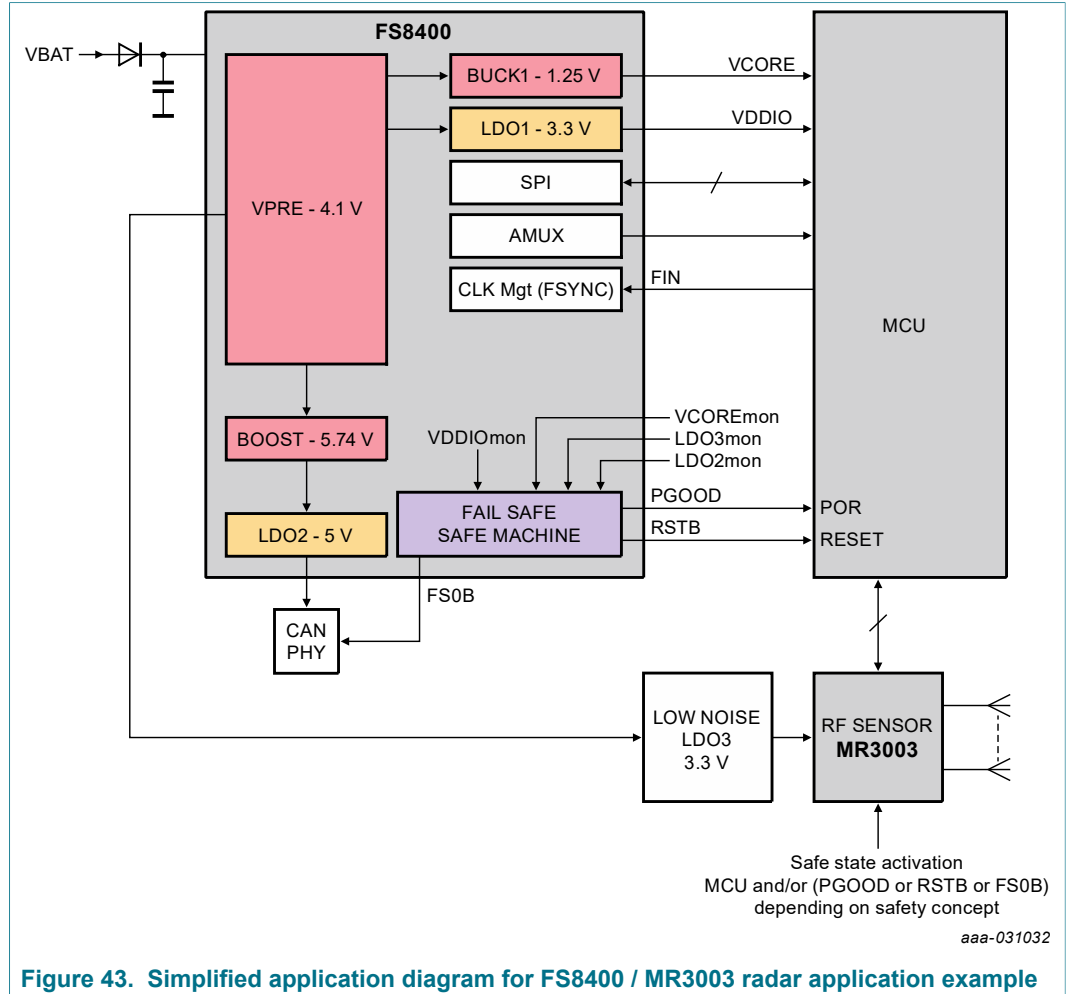 FS8400
VBAT
BUCK1 - 1.25 V
VCORE
LDO1 - 3.3 V
VDDIO
SPI
VPRE - 4.1 V
AMUX
CLK Mgt (FSYNC)
FIN
MCU
BOOST - 5.74 V
VDDIOmon
VCOREmon
LDO3mon
LDO2mon
LDO2 - 5 V
FAIL SAFE
SAFE MACHINE
PGOOD
POR
RSTB
RESET
FS0B
CAN
PHY
LOW NOISE
LDO3
3.3 V
RF SENSOR
MR3003
Safe state activation
MCU and/or (PGOOD or RSTB or FS0B)
depending on safety concept
aaa-031032
Figure 43. Simplified application diagram for FS8400 / MR3003 radar application example